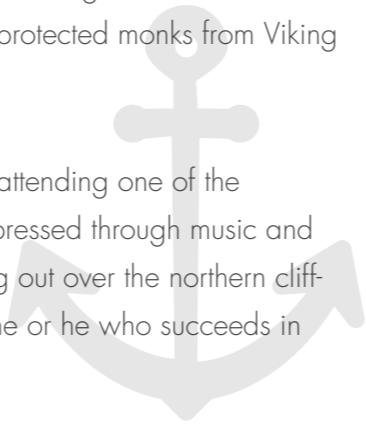 protected monks from Viking
attending one of the
pressed through music and
g out over the northern cliff-
ne or he who succeeds in